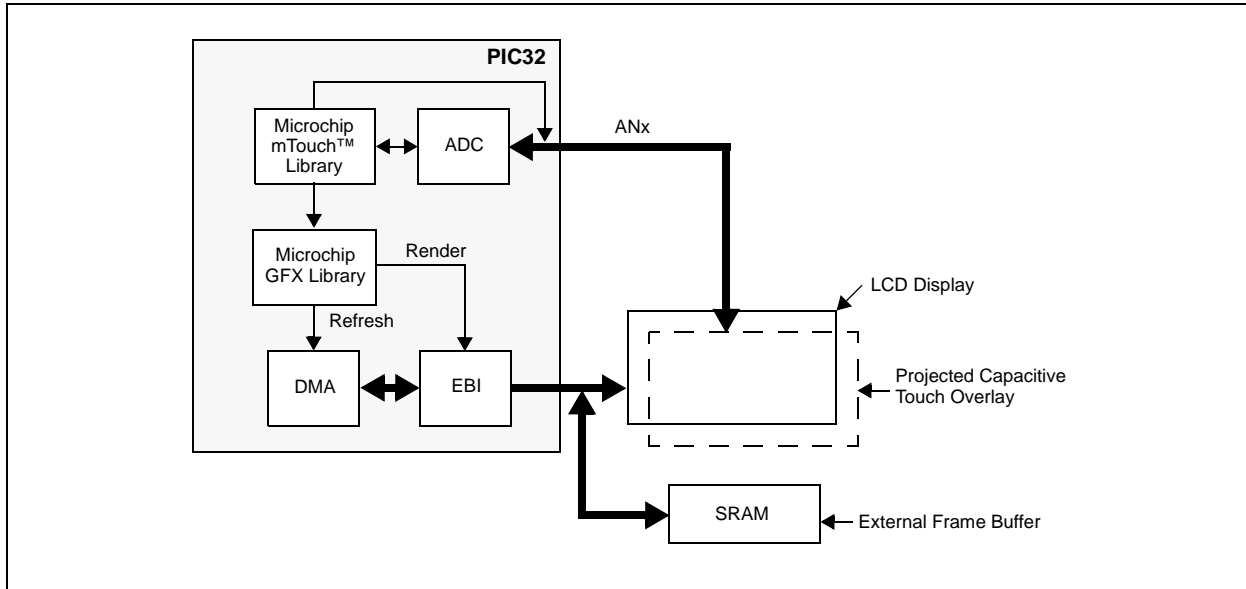 PIC32
Microchip
mTouch™
Library
ADC
ANx
Microchip
GFX Library
Render
Refresh
DMA
EBI
LCD Display
Projected Capacitive
Touch Overlay
SRAM
External Frame Buffer